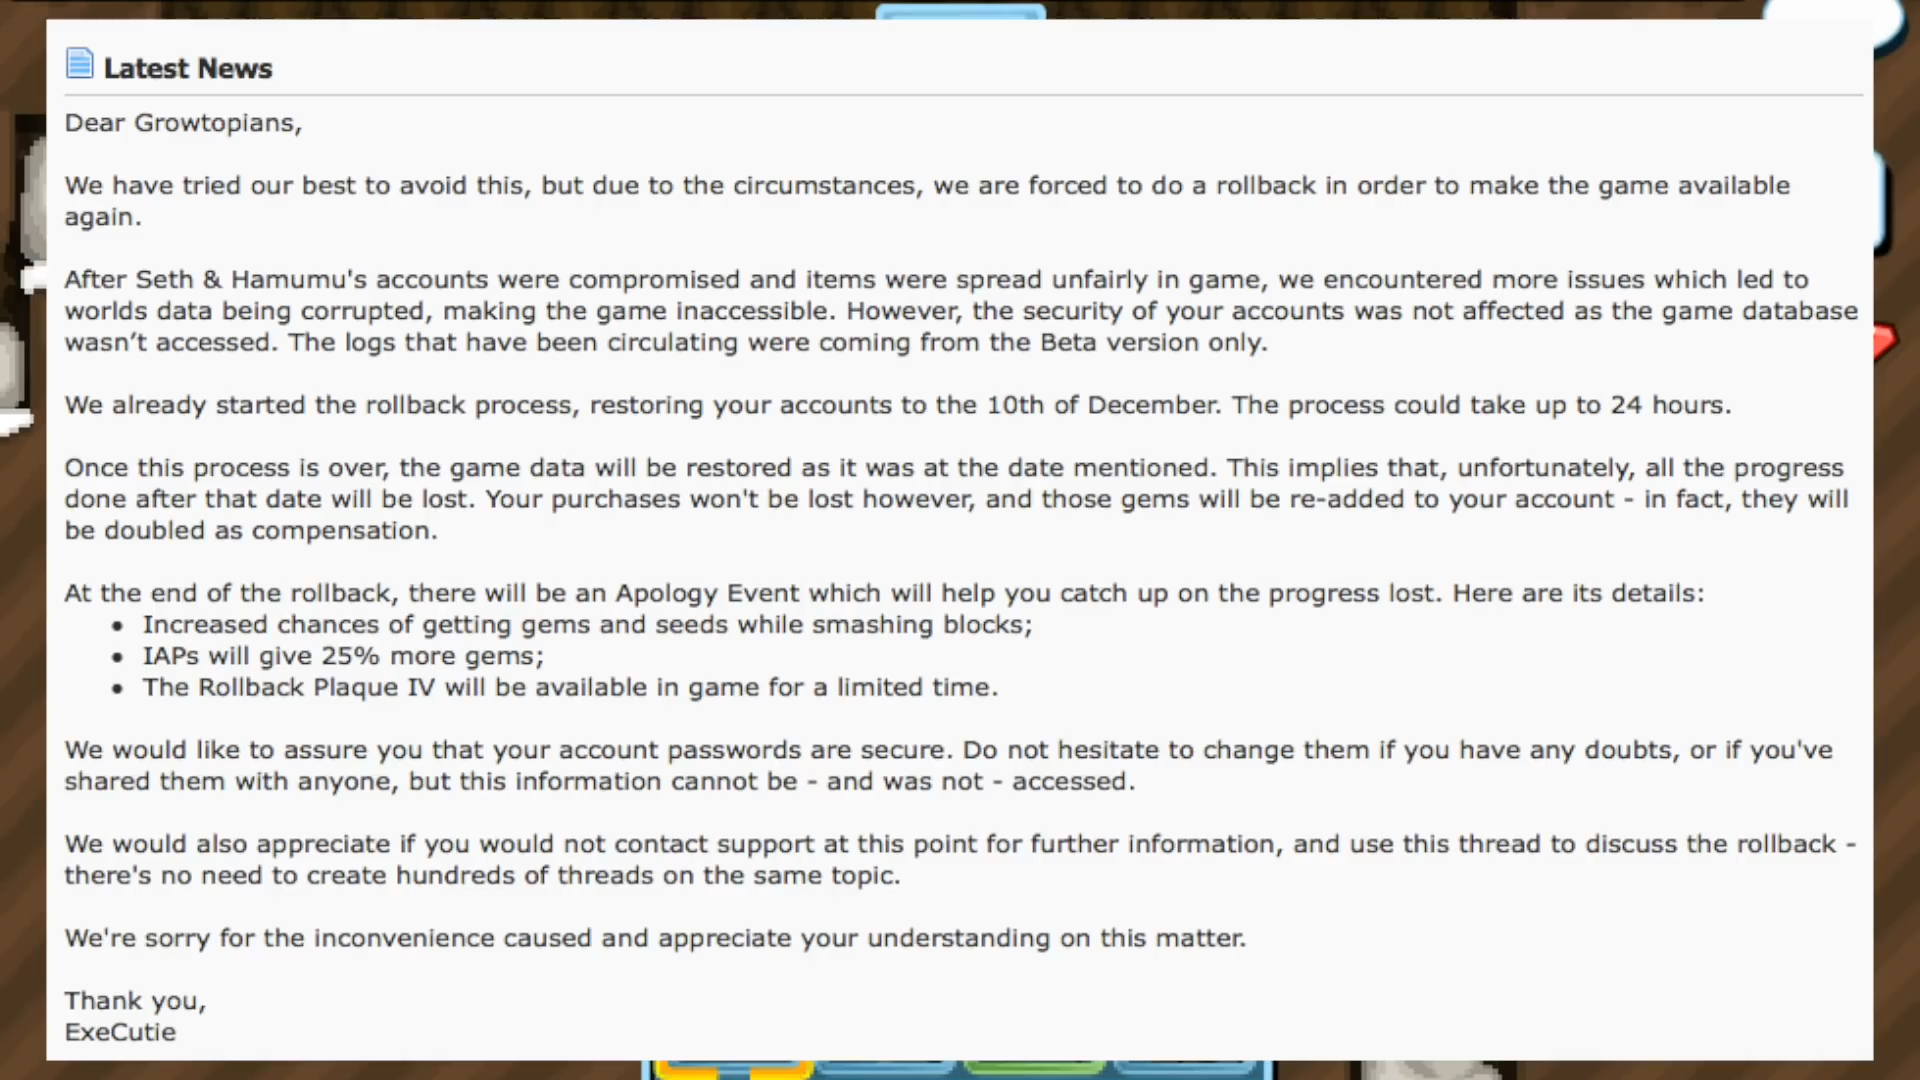 Latest News
Dear Growtopians,
We have tried our best to avoid this, but due to the circumstances, we are forced to do a rollback in order to make the game available
again.
After Seth & Hamumu's accounts were compromised and items were spread unfairly in game, we encountered more issues which led to
worlds data being corrupted, making the game inaccessible. However, the security of your accounts was not affected as the game database
wasn’t accessed. The logs that have been circulating were coming from the Beta version only.
We already started the rollback process, restoring your accounts to the 10th of December. The process could take up to 24 hours.
Once this process is over, the game data will be restored as it was at the date mentioned. This implies that, unfortunately, all the progress
done after that date will be lost. Your purchases won't be lost however, and those gems will be re-added to your account - in fact, they will
be doubled as compensation.
At the end of the rollback, there will be an Apology Event which will help you catch up on the progress lost. Here are its details:
• Increased chances of getting gems and seeds while smashing blocks;
• IAPs will give 25% more gems;
• The Rollback Plaque IV will be available in game for a limited time.
We would like to assure you that your account passwords are secure. Do not hesitate to change them if you have any doubts, or if you've
shared them with anyone, but this information cannot be - and was not - accessed.
We would also appreciate if you would not contact support at this point for further information, and use this thread to discuss the rollback -
there's no need to create hundreds of threads on the same topic.
We're sorry for the inconvenience caused and appreciate your understanding on this matter.
Thank you,
ExeCutie